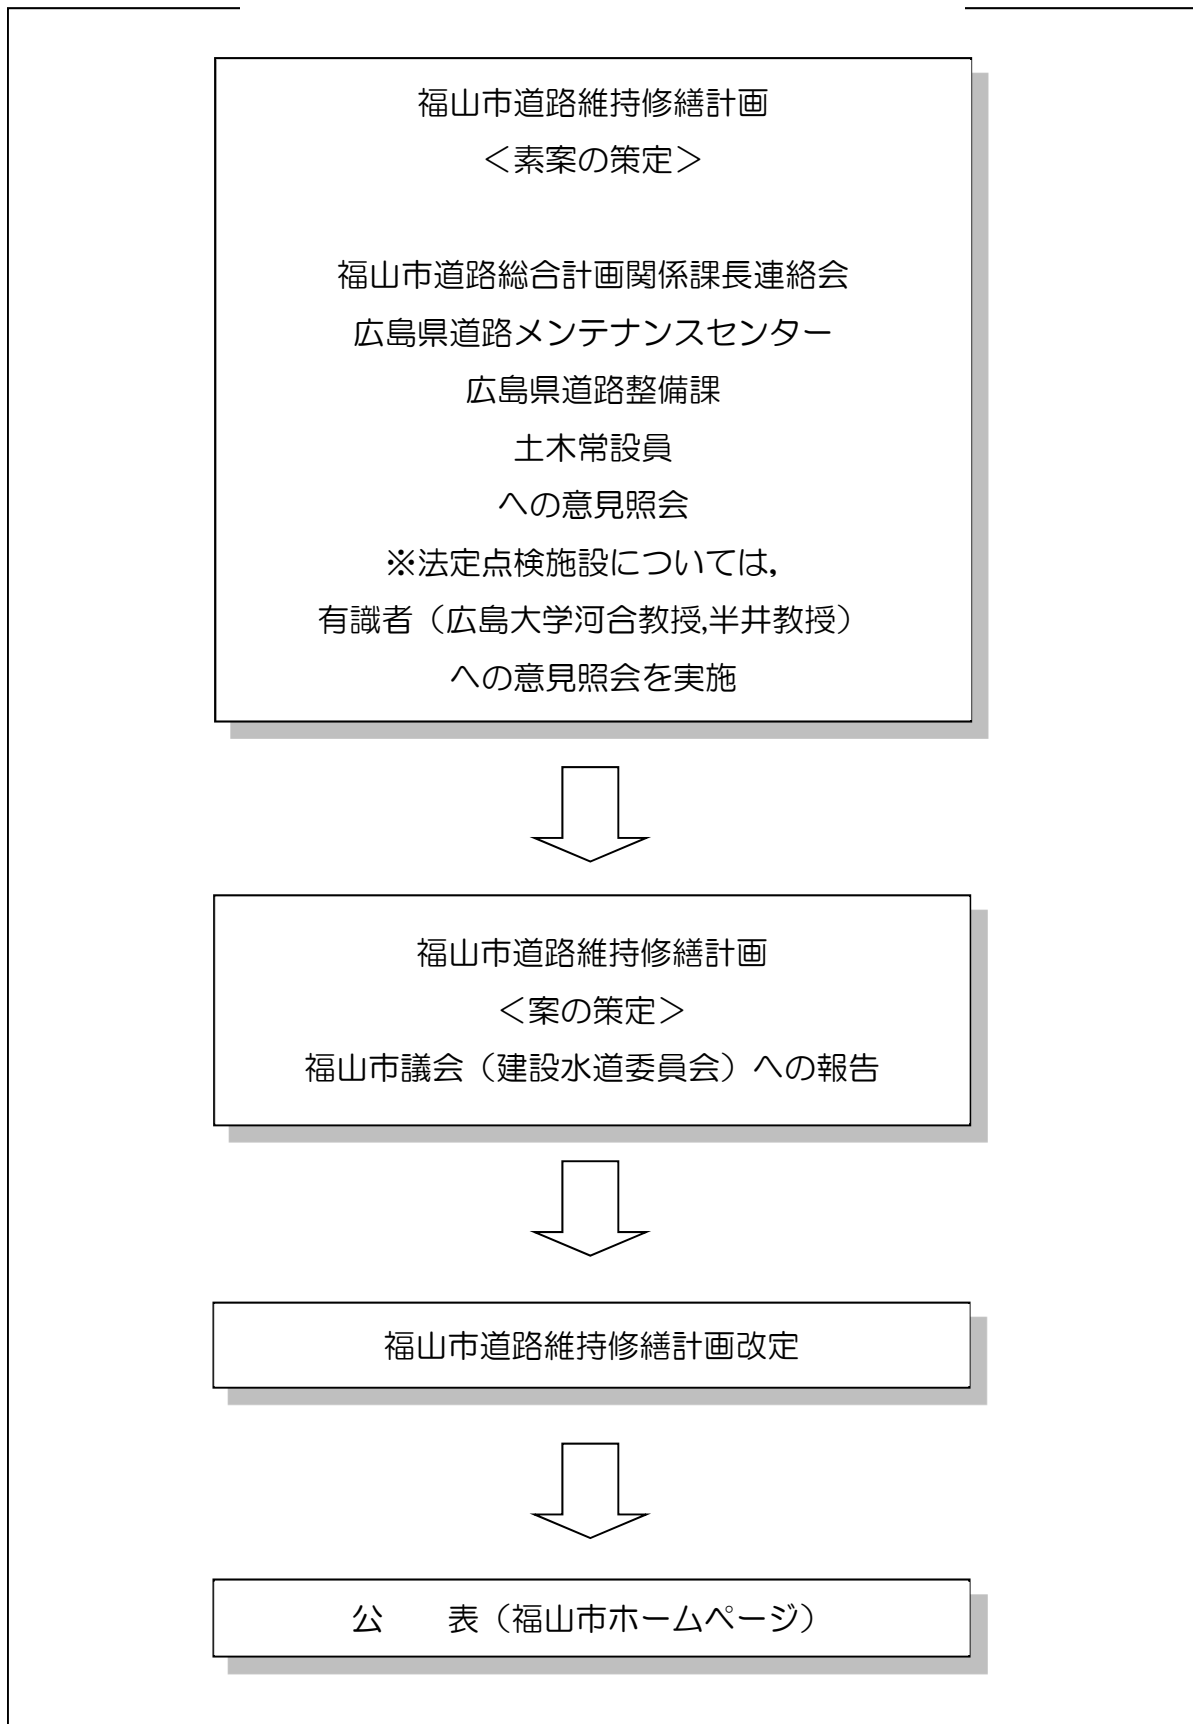 福山市道路維持修繕計画
＜素案の策定＞
福山市道路総合計画関係課長連絡会
広島県道路メンテナンスセンター
広島県道路整備課
土木常設員
への意見照会
※法定点検施設については,
有識者（広島大学河合教授,半井教授）
への意見照会を実施
福山市道路維持修繕計画
＜案の策定＞
福山市議会（建設水道委員会）への報告
福山市道路維持修繕計画改定
公　　表（福山市ホームページ）